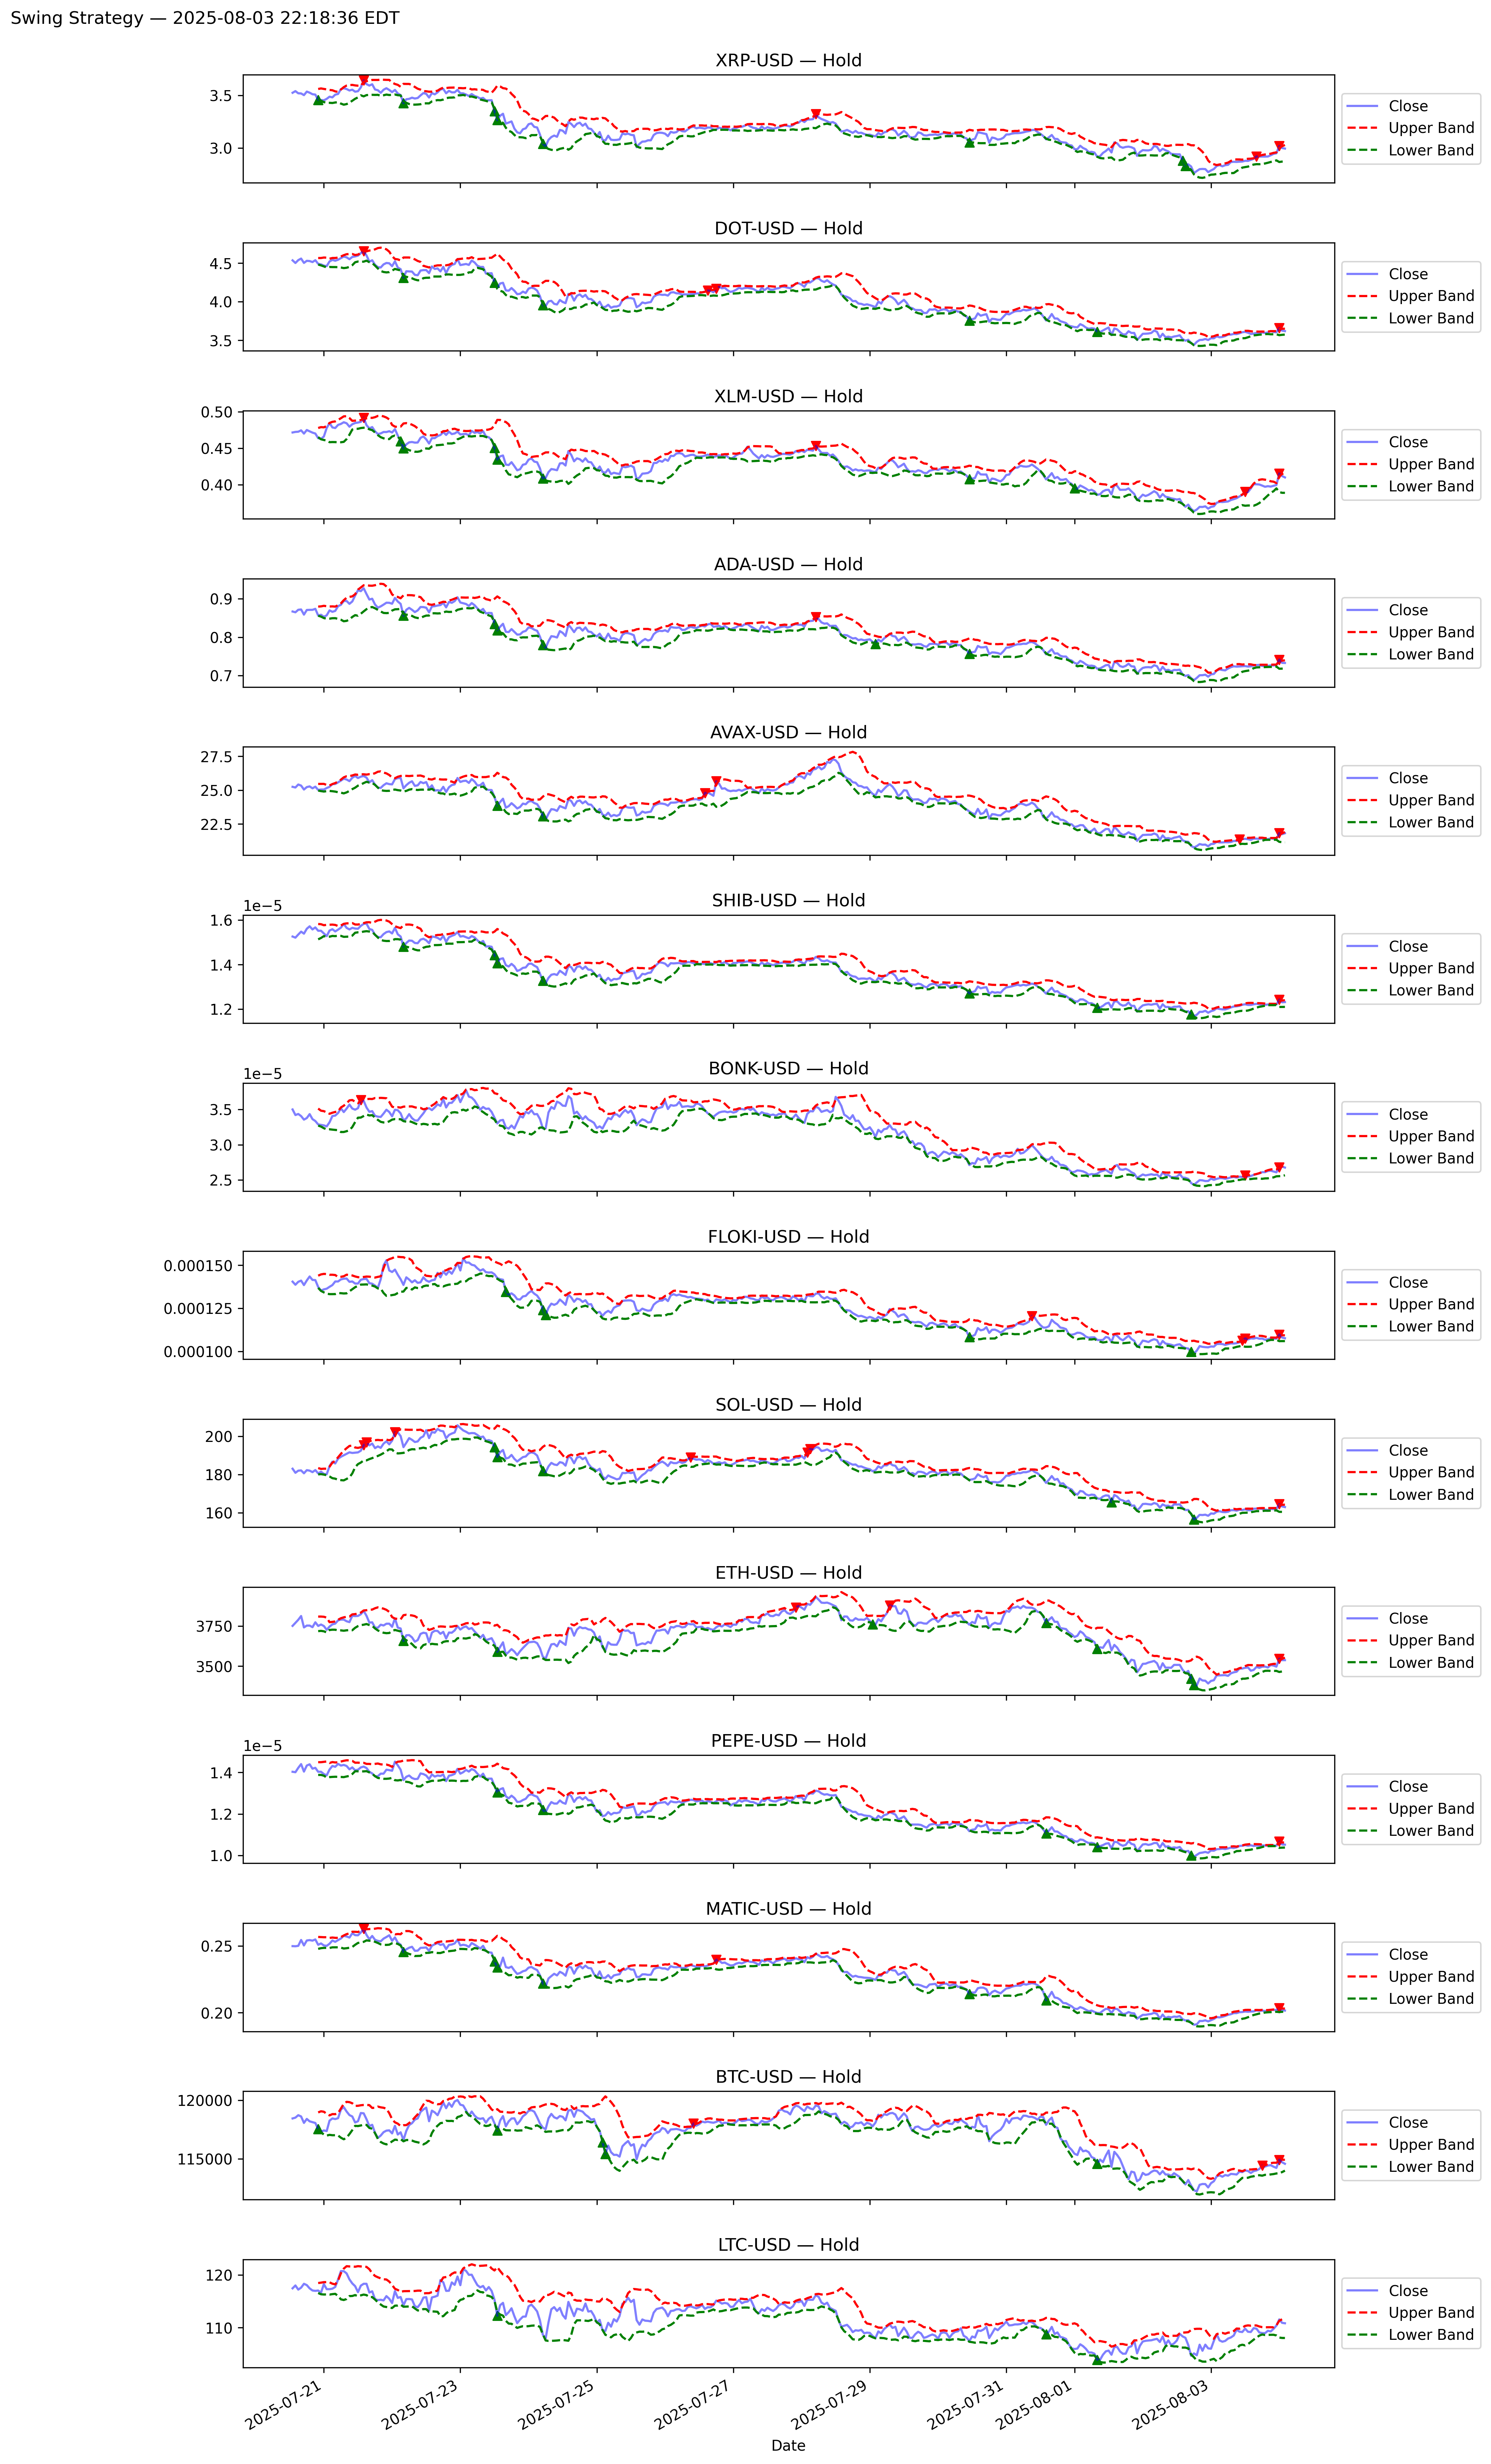 Swing Strategy — 2025-08-03 22:18:36 EDT
XRP-USD — Hold
3.5
3.0
Close
Upper Band
Lower Band
DOT-USD — Hold
4.5
4.0
3.5
Close
Upper Band
Lower Band
XLM-USD — Hold
0.50
0.45
0.40
Close
Upper Band
Lower Band
ADA-USD — Hold
0.9
0.8
0.7
Close
Upper Band
Lower Band
AVAX-USD — Hold
27.5
25.0
22.5
Close
Upper Band
Lower Band
SHIB-USD — Hold
1e−5
1.6
1.4
1.2
Close
Upper Band
Lower Band
BONK-USD — Hold
1e−5
3.5
3.0
2.5
Close
Upper Band
Lower Band
FLOKI-USD — Hold
0.000150
0.000125
0.000100
Close
Upper Band
Lower Band
SOL-USD — Hold
200
180
160
Close
Upper Band
Lower Band
ETH-USD — Hold
3750
3500
Close
Upper Band
Lower Band
PEPE-USD — Hold
1e−5
1.4
1.2
1.0
Close
Upper Band
Lower Band
MATIC-USD — Hold
0.25
0.20
Close
Upper Band
Lower Band
BTC-USD — Hold
120000
115000
Close
Upper Band
Lower Band
LTC-USD — Hold
120
110
Close
Upper Band
Lower Band
2025-07-21
2025-07-23
2025-07-25
2025-07-27
2025-07-29
2025-07-31
2025-08-01
2025-08-03
Date